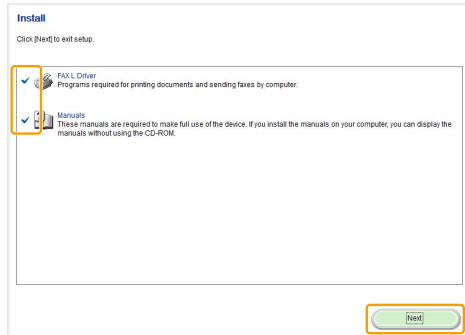 Install
Click [Next] to exit setup.
FAX L Driver
Programs required for printing documents and sending faxes by computer.
Manuals
These manuals are required to make full use of the device. If you install the manuals on your computer, you can display the
manuals without using the CD-ROM.
Next